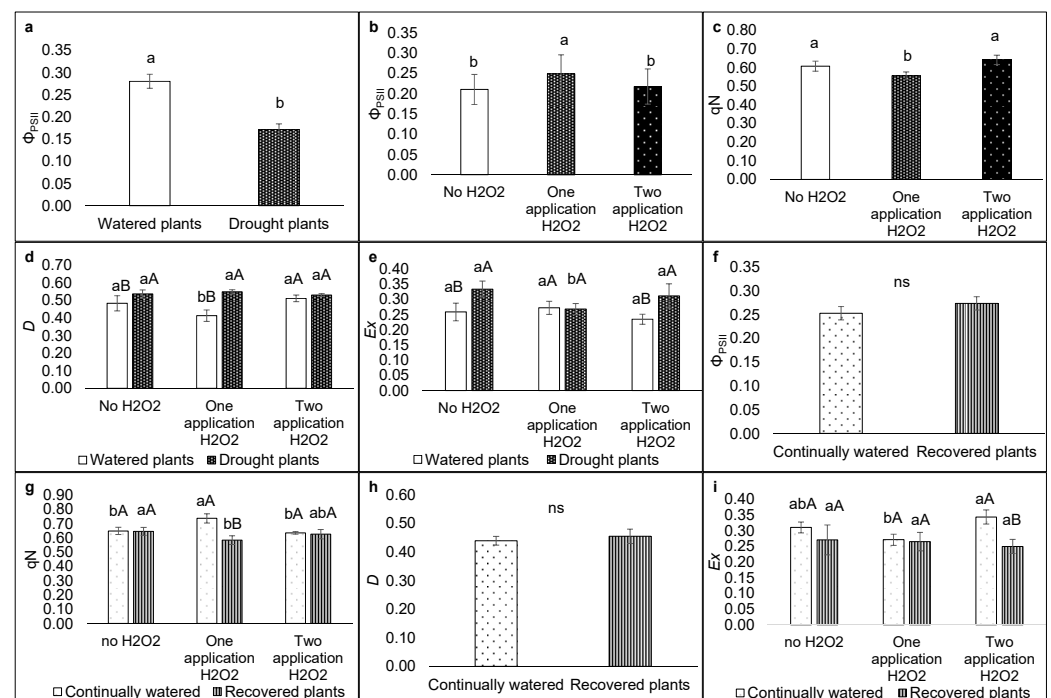 a
ΦPSII
0.35
0.30
0.25
0.20
0.15
0.10
0.05
0.00
a
b
Watered plants
Drought plants
b
ΦPSII
0.35
0.30
0.25
0.20
0.15
0.10
0.05
0.00
b
a
b
No H2O2
One
application
H2O2
Two
application
H2O2
c
qN
0.80
0.70
0.60
0.50
0.40
0.30
0.20
0.10
0.00
a
b
a
No H2O2
One
application
H2O2
Two
application
H2O2
d
D
0.70
0.60
0.50
0.40
0.30
0.20
0.10
0.00
aB
aA
bB
aA
aA
aA
No H2O2
One
application
H2O2
Two
application
H2O2
Watered plants
Drought plants
e
Ex
0.40
0.35
0.30
0.25
0.20
0.15
0.10
0.05
0.00
aB
aA
aA
bA
aB
aA
No H2O2
One
application
H2O2
Two
application
H2O2
Watered plants
Drought plants
f
ΦPSII
0.35
0.30
0.25
0.20
0.15
0.10
0.05
0.00
ns
Continually watered
Recovered plants
g
qN
0.90
0.80
0.70
0.60
0.50
0.40
0.30
0.20
0.10
0.00
bA
aA
aA
bB
bA
abA
no H2O2
One
application
H2O2
Two
application
H2O2
Continually watered
Recovered plants
h
D
0.60
0.50
0.40
0.30
0.20
0.10
0.00
ns
Continually watered
Recovered plants
i
Ex
0.40
0.35
0.30
0.25
0.20
0.15
0.10
0.05
0.00
abA
aA
bA
aA
aA
aB
no H2O2
One
application
H2O2
Two
application
H2O2
Continually watered
Recovered plants